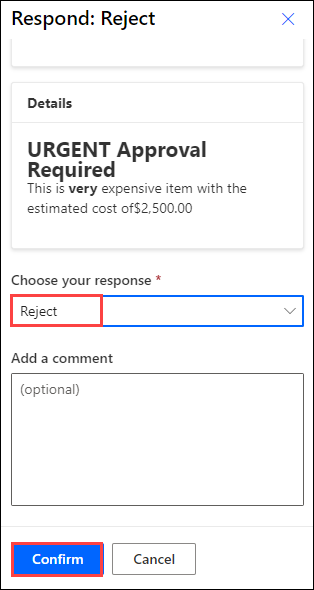 Respond: Reject
Details
URGENT Approval
Required
This is very expensive item with the
estimated cost of$2,500.00
Choose your response *
Reject
Add a comment
(optional)
Confirm
Cancel